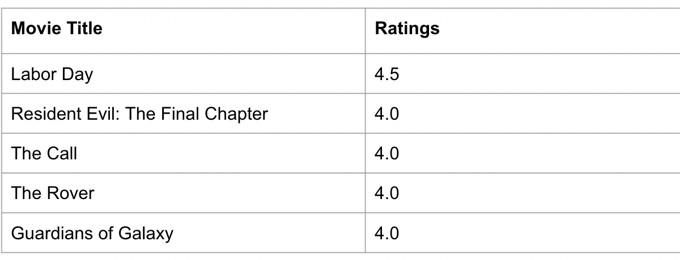 Movie Title Ratings
Labor Day 4.5
Resident Evil: The Final Chapter 4.0
The Call 4.0
The Rover 4.0
Guardians of Galaxy 4.0